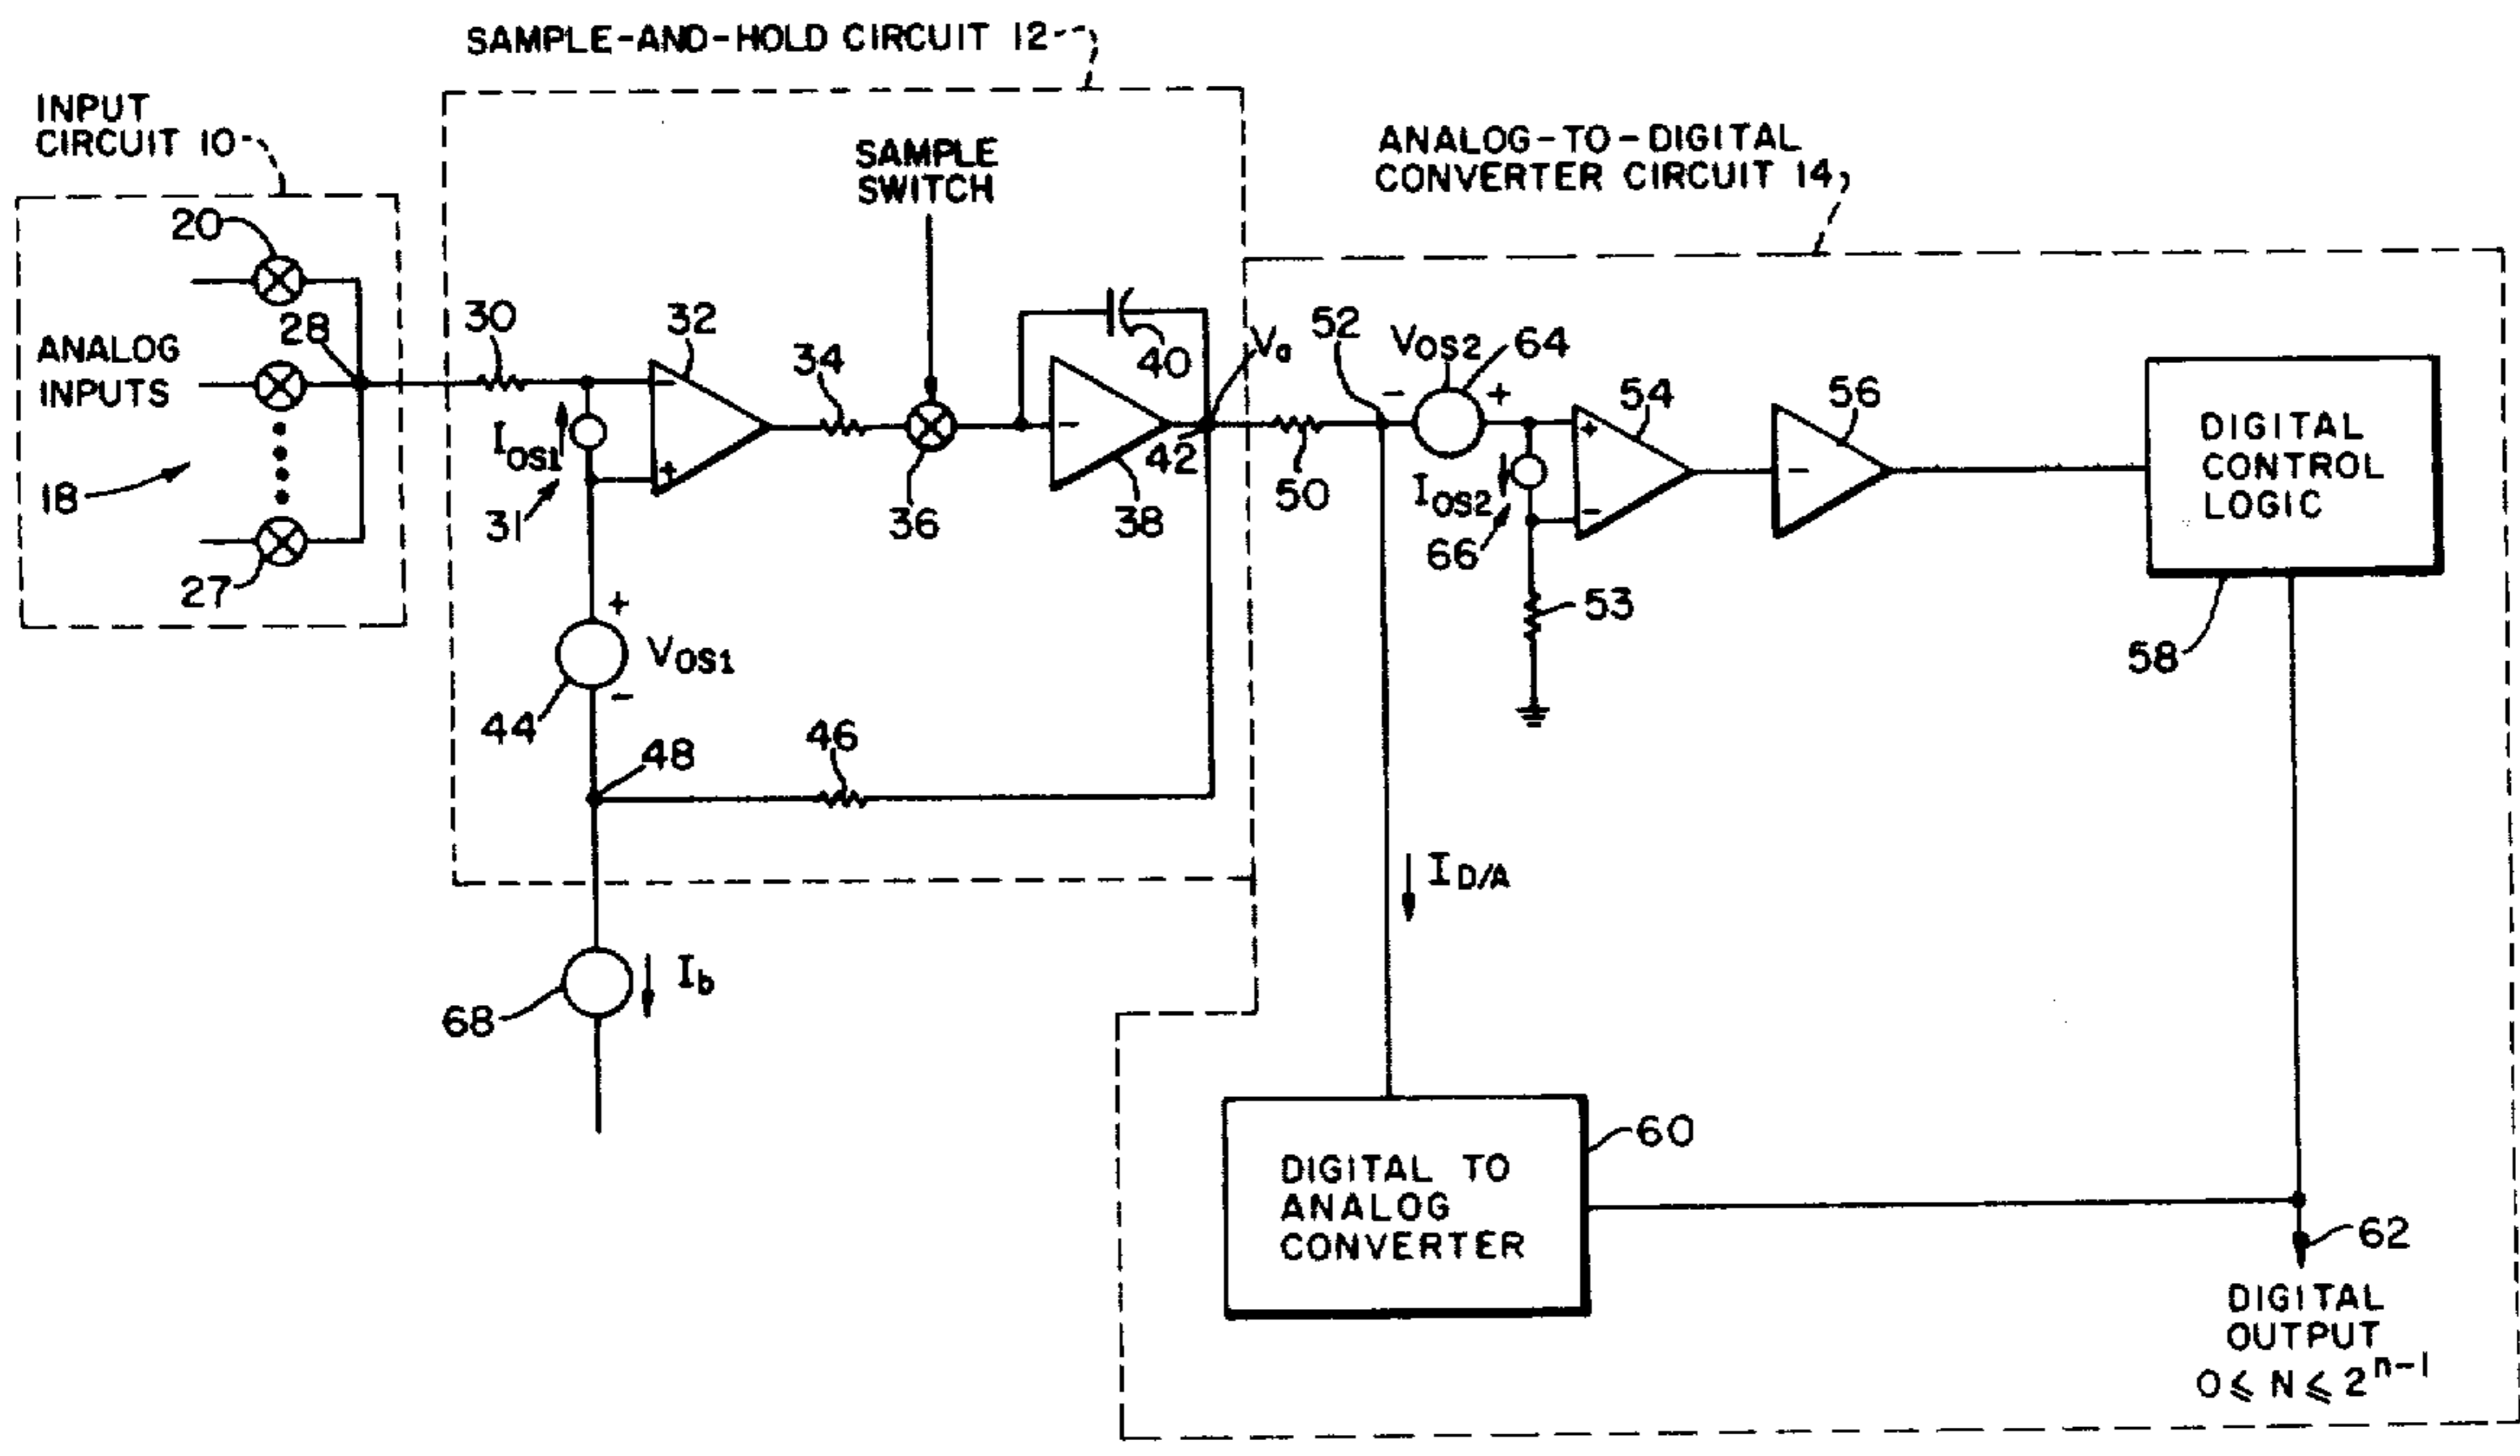 SAMPLE-AND-HOLD CIRCUIT 12
INPUT
CIRCUIT 10
SAMPLE
SWITCH
ANALOG-TO-DIGITAL
CONVERTER CIRCUIT 14
20
28
30
32
34
40
Vo
52
VOS2
64
54
56
ANALOG
INPUTS
18
27
IOS1
31
-
+
36
-
38
42
50
-
+
IOS2
66
+
-
-
53
DIGITAL
CONTROL
LOGIC
58
+
VOS1
-
44
48
46
ID/A
Ib
68
60
DIGITAL TO
ANALOG
CONVERTER
62
DIGITAL
OUTPUT
0≤ N ≤ 2^n-1